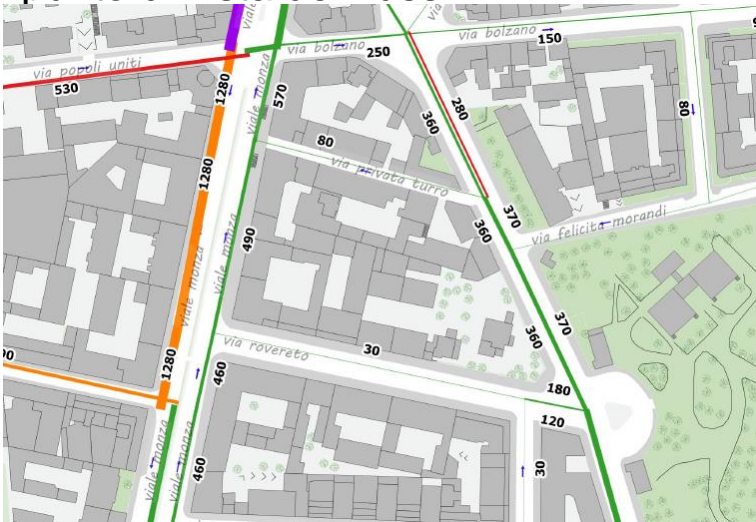 viale
via bolzano
via bolzano
150
250
via popoli uniti
530
1280
viale monza
570
80
360
280
80
via privata turro
1280
370
360
via felicita morandi
viale monza
viale monza
490
370
360
via rovereto
30
1280
460
180
120
viale monza
viale monza
460
30